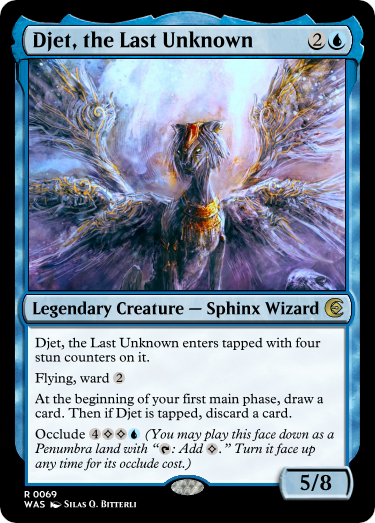 Djet, the Last Unknown 2
Legendary Creature — Sphinx Wizard
Djet, the Last Unknown enters tapped with four
stun counters on it.
Flying, ward 2
At the beginning of your first main phase, draw a
card. Then if Djet is tapped, discard a card.
Occlude 4 (You may play this face down as a
Penumbra land with “: Add .” Turn it face up
any time for its occlude cost.)
5/8
R 0069
WAS Silas O. Bitterli